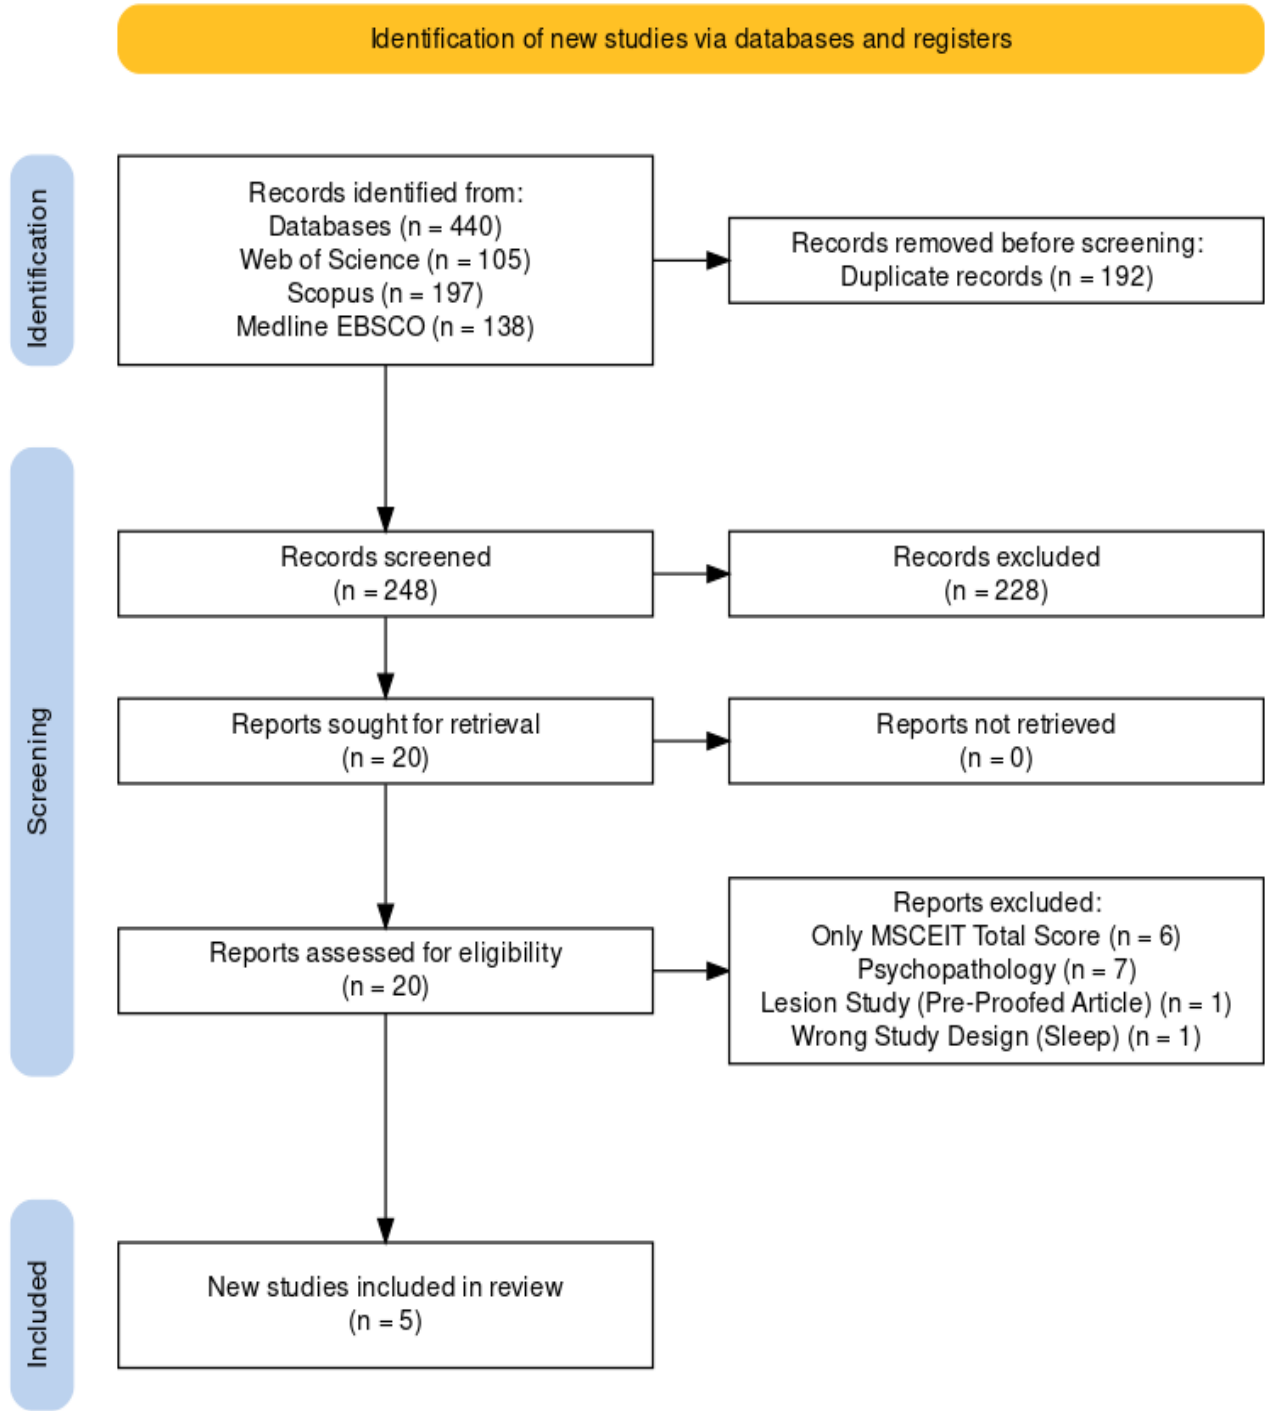 Identification of new studies via databases and registers
Identification
Records identified from:
Databases (n = 440)
Web of Science (n = 105)
Scopus (n = 197)
Medline EBSCO (n = 138)
Records removed before screening:
Duplicate records (n = 192)
Screening
Records screened
(n = 248)
Records excluded
(n = 228)
Reports sought for retrieval
(n = 20)
Reports not retrieved
(n = 0)
Reports assessed for eligibility
(n = 20)
Reports excluded:
Only MSCEIT Total Score (n = 6)
Psychopathology (n = 7)
Lesion Study (Pre-Proofed Article) (n = 1)
Wrong Study Design (Sleep) (n = 1)
Included
New studies included in review
(n = 5)